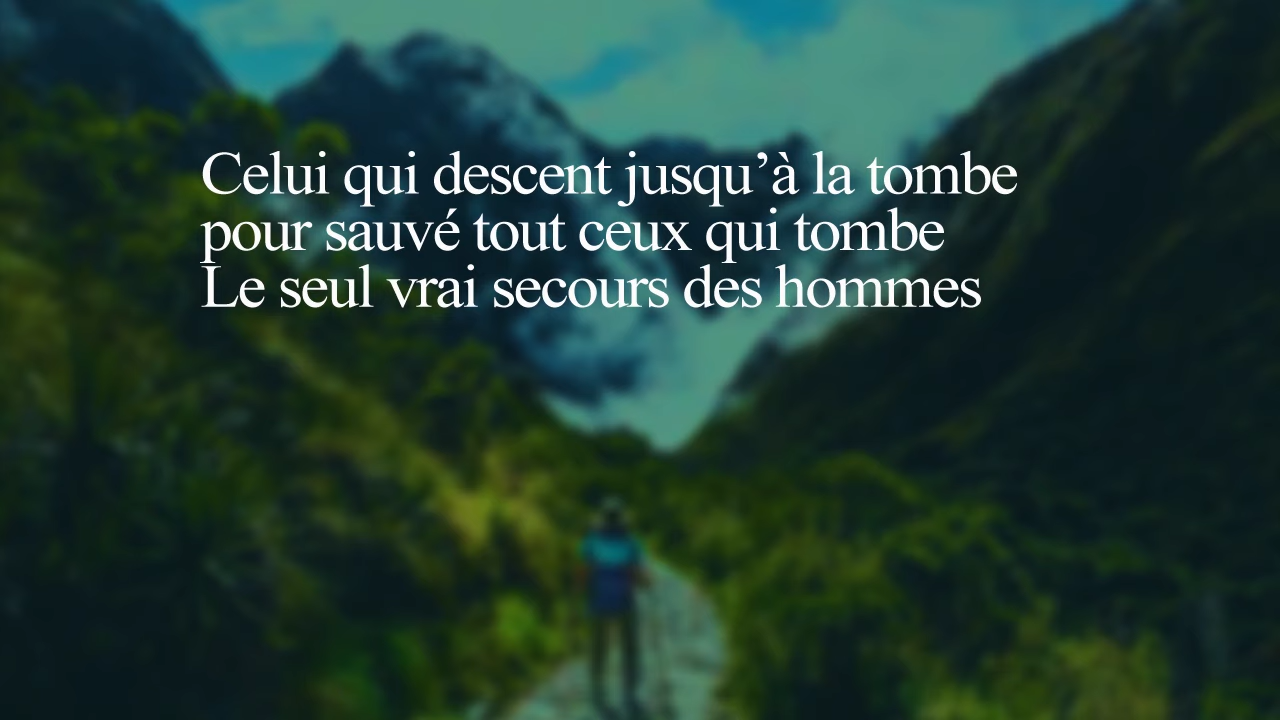 Celui qui descent jusqu’à la tombe
pour sauvé tout ceux qui tombe
Le seul vrai secours des hommes